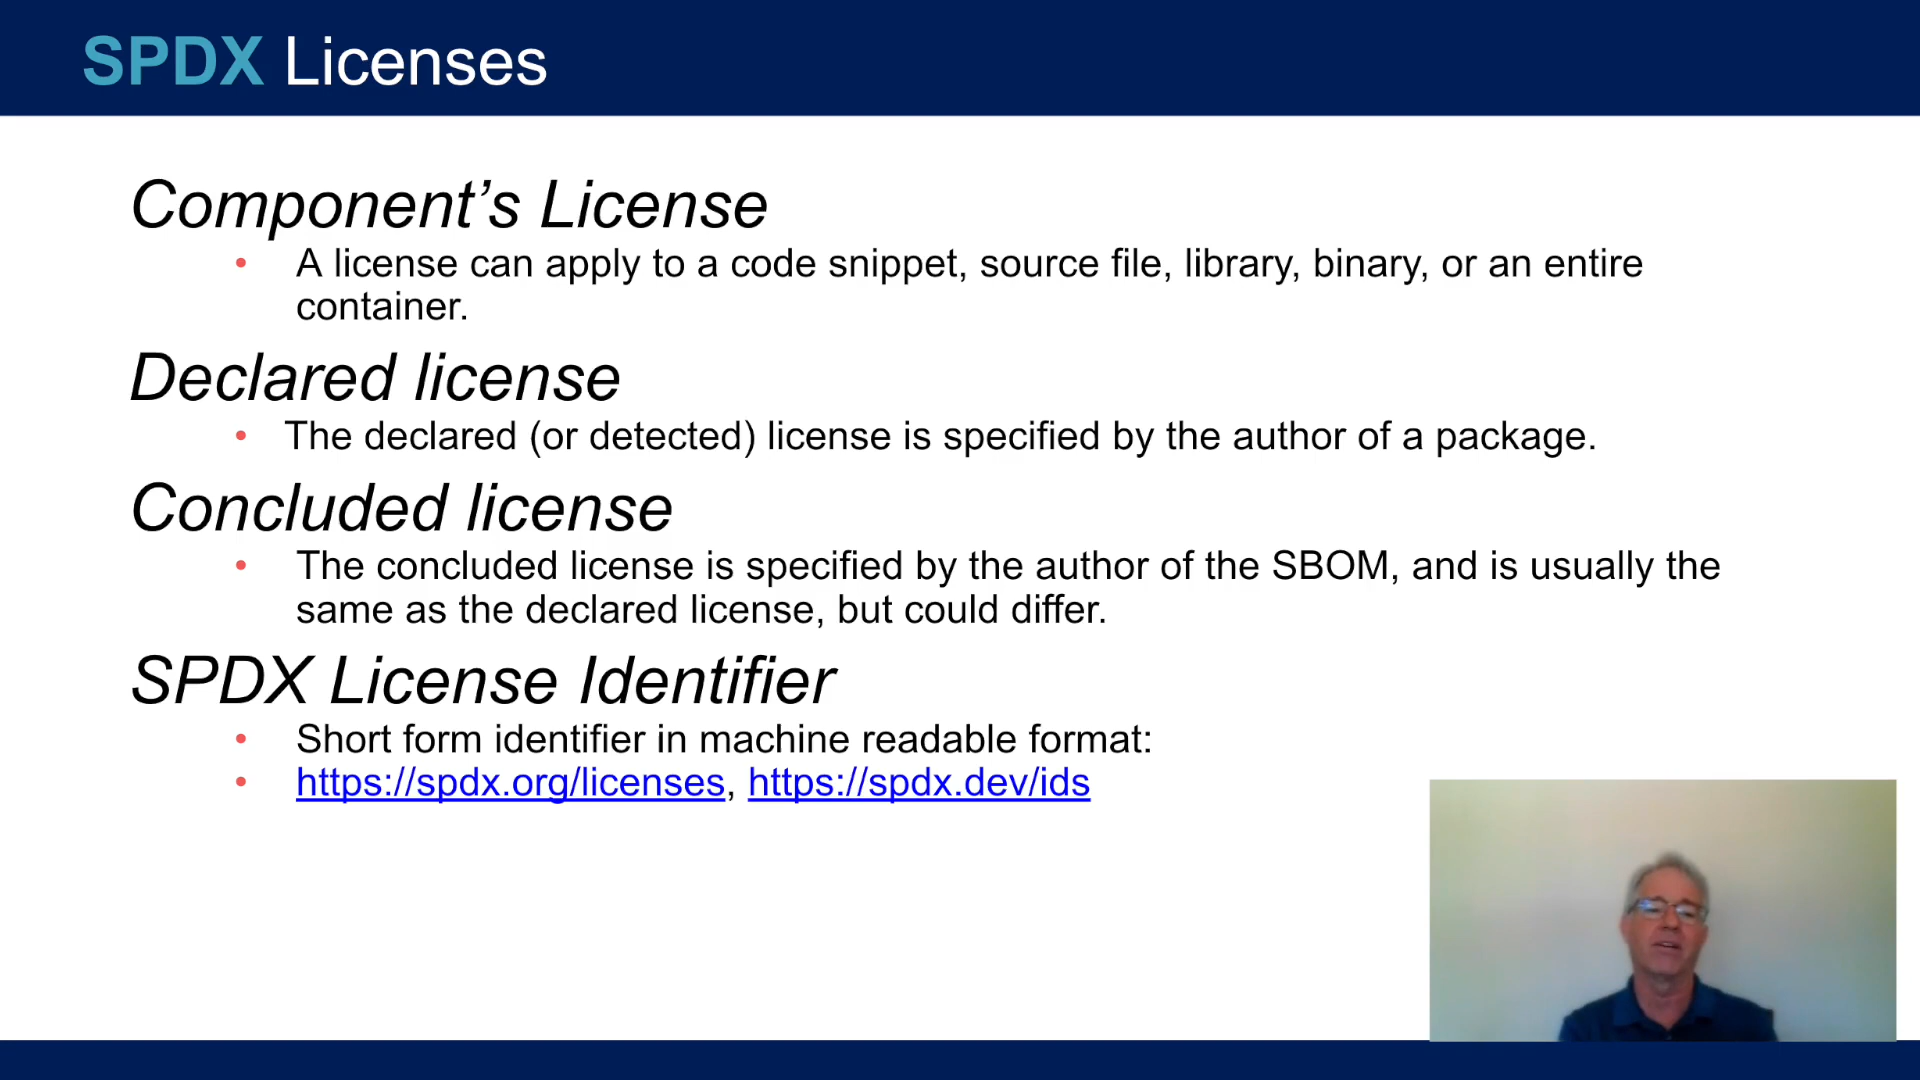 SPDX Licenses
Component’s License
• A license can apply to a code snippet, source file, library, binary, or an entire
container.
Declared license
• The declared (or detected) license is specified by the author of a package.
Concluded license
• The concluded license is specified by the author of the SBOM, and is usually the
same as the declared license, but could differ.
SPDX License Identifier
• Short form identifier in machine readable format:
• https://spdx.org/licenses, https://spdx.dev/ids